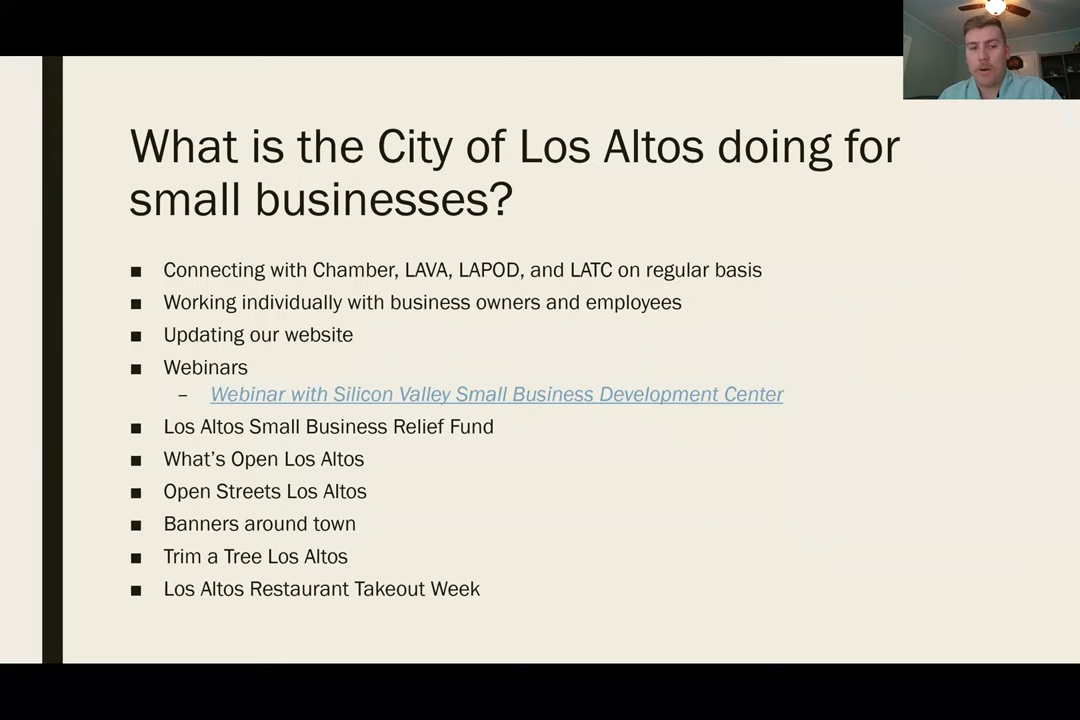 What is the City of Los Altos doing for
small businesses?
■ Connecting with Chamber, LAVA, LAPOD, and LATC on regular basis
■ Working individually with business owners and employees
■ Updating our website
■ Webinars
– Webinar with Silicon Valley Small Business Development Center
■ Los Altos Small Business Relief Fund
■ What’s Open Los Altos
■ Open Streets Los Altos
■ Banners around town
■ Trim a Tree Los Altos
■ Los Altos Restaurant Takeout Week